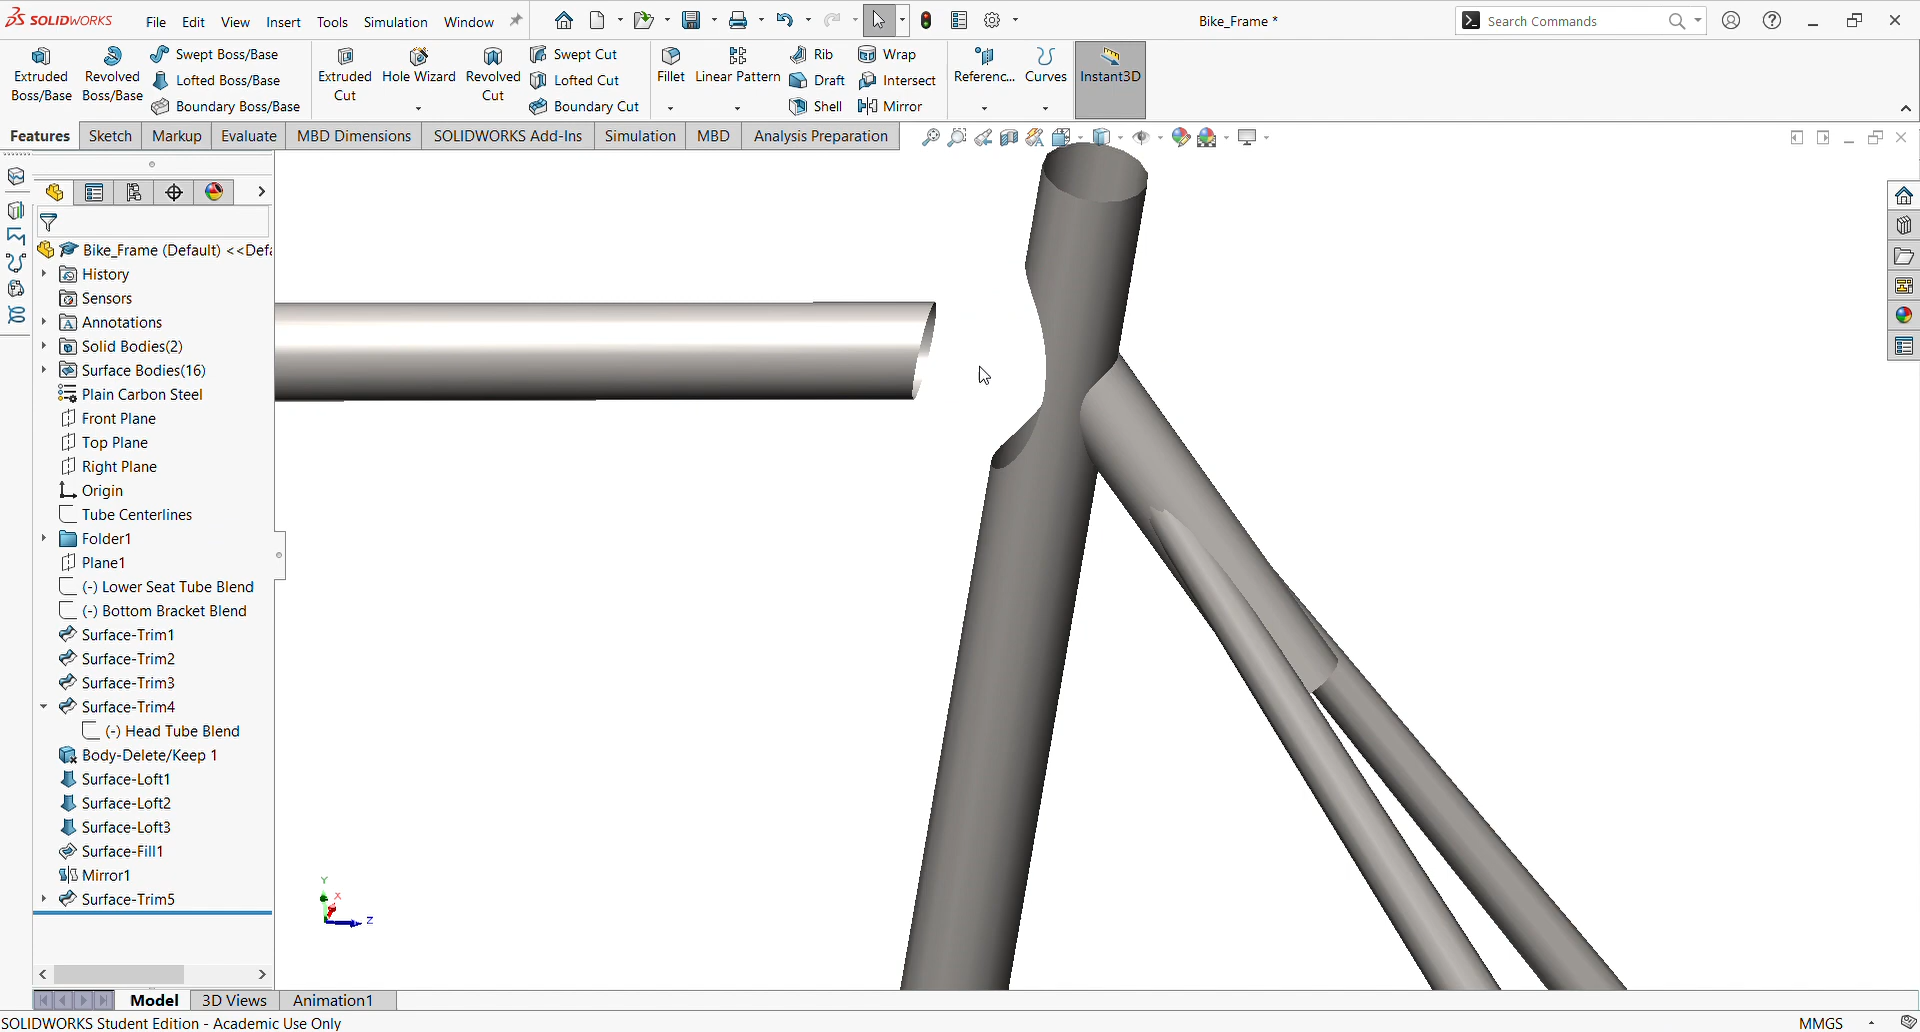 SOLIDWORKS File Edit View Insert Tools Simulation Window Bike_Frame * Search Commands
Extruded Boss/Base
Revolved Boss/Base
Swept Boss/Base
Lofted Boss/Base
Boundary Boss/Base
Extruded Cut
Hole Wizard
Revolved Cut
Swept Cut
Lofted Cut
Boundary Cut
Fillet
Linear Pattern
Rib
Draft
Shell
Wrap
Intersect
Mirror
Referenc...
Curves
Instant3D
Features Sketch Markup Evaluate MBD Dimensions SOLIDWORKS Add-Ins Simulation MBD Analysis Preparation
Bike_Frame (Default) <<Defa
History
Sensors
Annotations
Solid Bodies(2)
Surface Bodies(16)
Plain Carbon Steel
Front Plane
Top Plane
Right Plane
Origin
Tube Centerlines
Folder1
Plane1
(-) Lower Seat Tube Blend
(-) Bottom Bracket Blend
Surface-Trim1
Surface-Trim2
Surface-Trim3
Surface-Trim4
(-) Head Tube Blend
Body-Delete/Keep 1
Surface-Loft1
Surface-Loft2
Surface-Loft3
Surface-Fill1
Mirror1
Surface-Trim5
Y
X
Z
Model 3D Views Animation1
SOLIDWORKS Student Edition - Academic Use Only MMGS